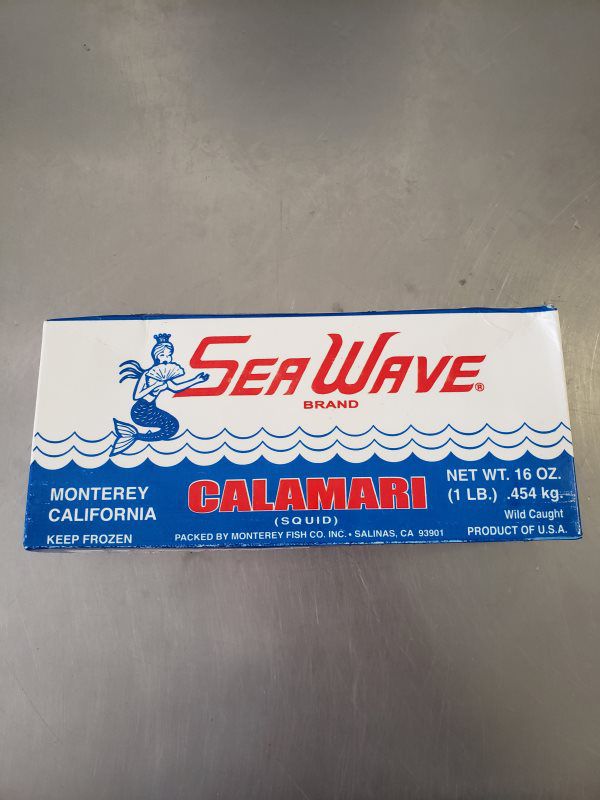 SEA WAVE®
BRAND
MONTEREY
CALIFORNIA
KEEP FROZEN
CALAMARI
(SQUID)
PACKED BY MONTEREY FISH CO. INC. • SALINAS, CA 93901
NET WT. 16 OZ.
(1 LB.) .454 kg.
Wild Caught
PRODUCT OF U.S.A.